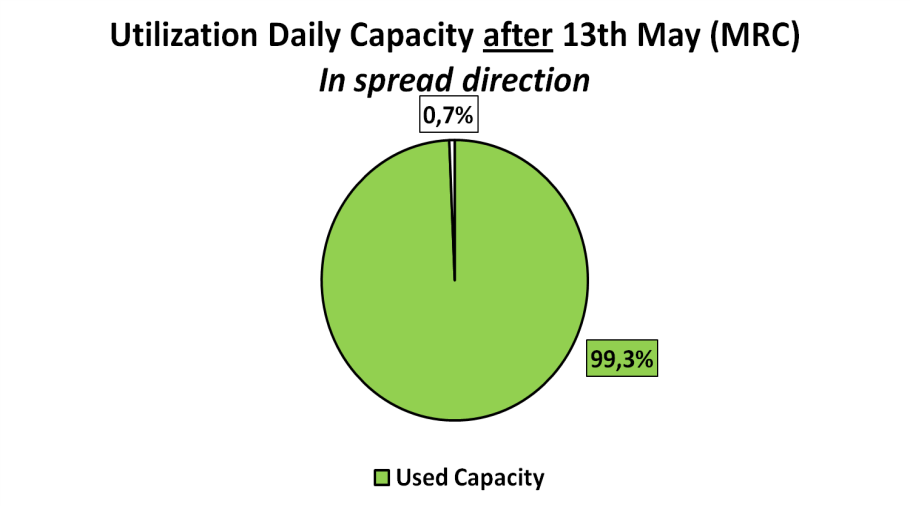 Utilization Daily Capacity after 13th May (MRC)
In spread direction
0,7%
99,3%
Used Capacity